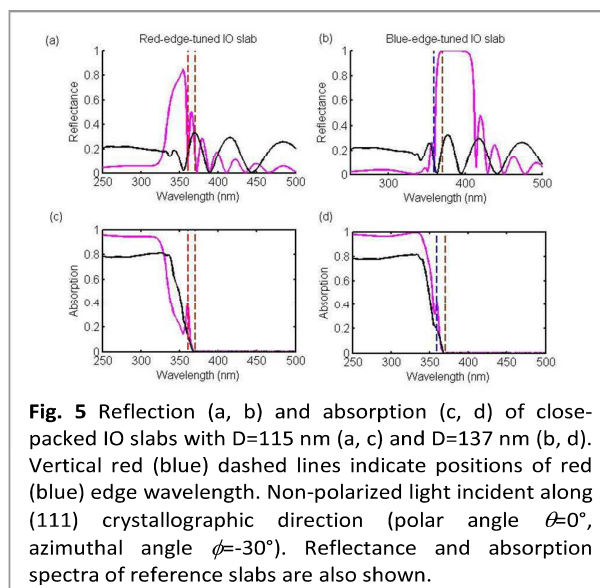 (a) Red-edge-tuned IO slab
(b) Blue-edge-tuned IO slab
1
0.8
0.6
0.4
0.2
0
Reflectance
250 300 350 400 450 500
Wavelength (nm)
1
0.8
0.6
0.4
0.2
0
Reflectance
300 350 400 450 500
Wavelength (nm)
(c)
1
0.8
0.6
0.4
0.2
0
Absorption
250 300 350 400 450 500
Wavelength (nm)
(d)
1
0.8
0.6
0.4
0.2
0
Absorption
250 300 350 400 450 500
Wavelength (nm)
Fig. 5 Reflection (a, b) and absorption (c, d) of close-
packed IO slabs with D=115 nm (a, c) and D=137 nm (b, d).
Vertical red (blue) dashed lines indicate positions of red
(blue) edge wavelength. Non-polarized light incident along
(111) crystallographic direction (polar angle θ=0°,
azimuthal angle ϕ=-30°). Reflectance and absorption
spectra of reference slabs are also shown.